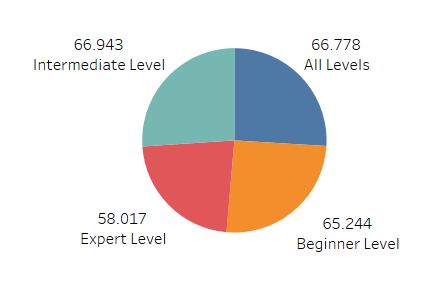 66.943
Intermediate Level
66.778
All Levels
58.017
Expert Level
65.244
Beginner Level